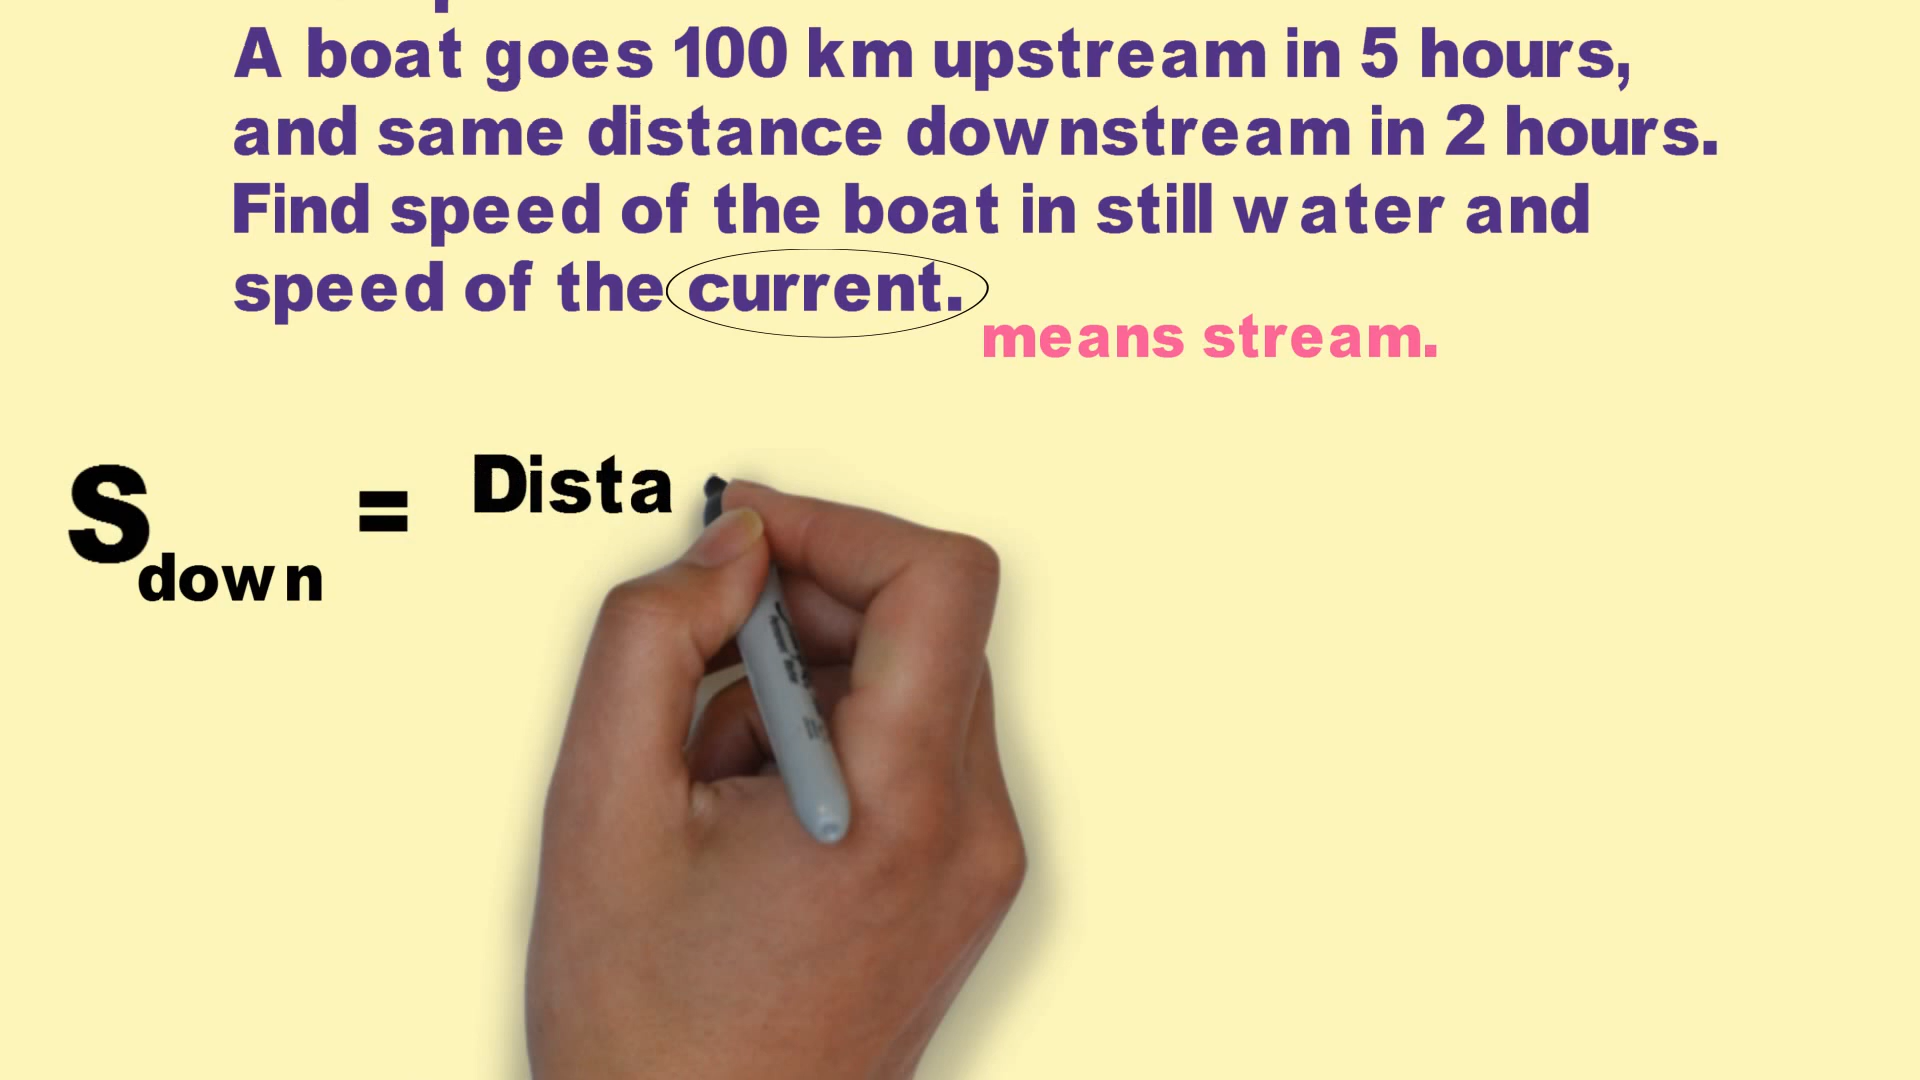 A boat goes 100 km upstream in 5 hours,
and same distance downstream in 2 hours.
Find speed of the boat in still water and
speed of the current.
means stream.
S down = Dista